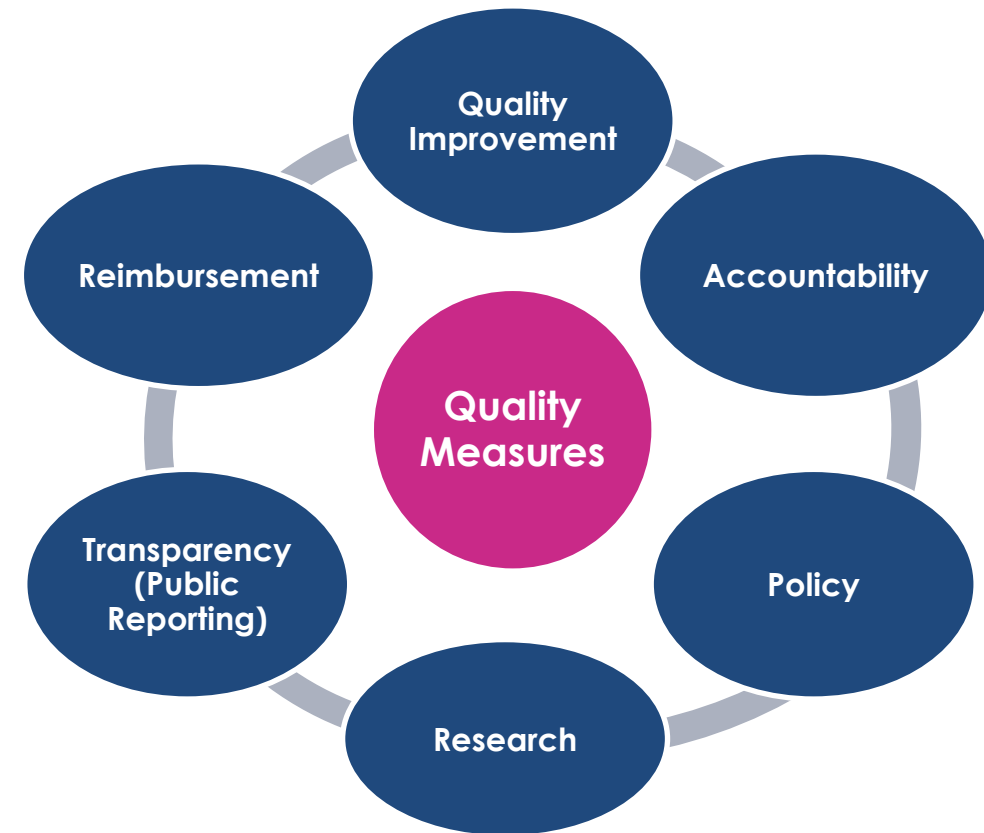 Quality
Improvement
Accountability
Policy
Research
Transparency
(Public
Reporting)
Reimbursement
Quality
Measures